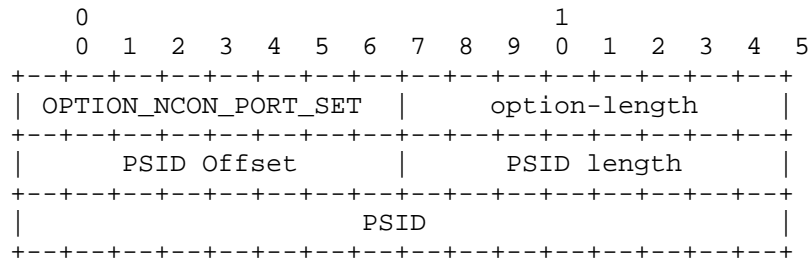 0 1
0 1 2 3 4 5 6 7 8 9 0 1 2 3 4 5
+--+--+--+--+--+--+--+--+--+--+--+--+--+--+--+--+
| OPTION_NCON_PORT_SET | option-length |
+--+--+--+--+--+--+--+--+--+--+--+--+--+--+--+--+
| PSID Offset | PSID length |
+--+--+--+--+--+--+--+--+--+--+--+--+--+--+--+--+
| PSID |
+--+--+--+--+--+--+--+--+--+--+--+--+--+--+--+--+